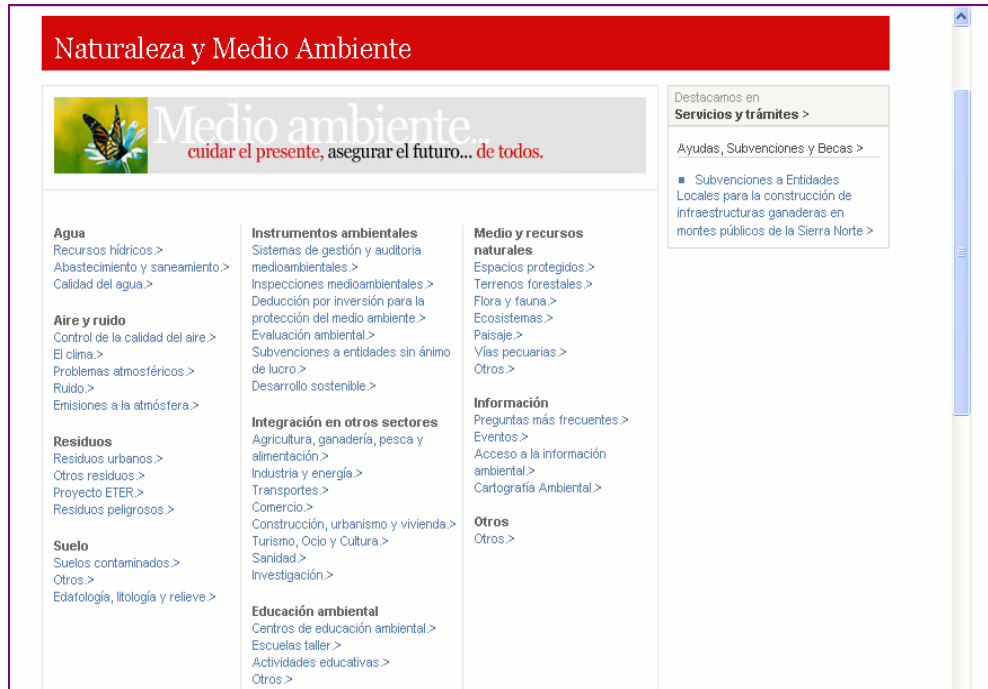 Naturaleza y Medio Ambiente
Medio ambiente...
cuidar el presente, asegurar el futuro... de todos.
Agua
Recursos hídricos.>
Abastecimiento y saneamiento.>
Calidad del agua.>
Aire y ruido
Control de la calidad del aire.>
El clima.>
Problemas atmosféricos.>
Ruido.>
Emisiones a la atmósfera.>
Residuos
Residuos urbanos.>
Otros residuos.>
Proyecto ETER.>
Residuos peligrosos.>
Suelo
Suelos contaminados.>
Otros.>
Edafología, litología y relieve.>
Instrumentos ambientales
Sistemas de gestión y auditoria
medioambientales.>
Inspecciones medioambientales.>
Deducción por inversión para la
protección del medio ambiente.>
Evaluación ambiental.>
Subvenciones a entidades sin ánimo
de lucro.>
Desarrollo sostenible.>
Integración en otros sectores
Agricultura, ganadería, pesca y
alimentación.>
Industria y energía.>
Transportes.>
Comercio.>
Construcción, urbanismo y vivienda.>
Turismo, Ocio y Cultura.>
Sanidad.>
Investigación.>
Educación ambiental
Centros de educación ambiental.>
Escuelas taller.>
Actividades educativas.>
Otros.>
Medio y recursos
naturales
Espacios protegidos.>
Terrenos forestales.>
Flora y fauna.>
Ecosistemas.>
Paisaje.>
Vías pecuarias.>
Otros.>
Información
Preguntas más frecuentes.>
Eventos.>
Acceso a la información
ambiental.>
Cartografía Ambiental.>
Otros
Otros.>
Destacamos en
Servicios y trámites >
Ayudas, Subvenciones y Becas >
Subvenciones a Entidades
Locales para la construcción de
infraestructuras ganaderas en
montes públicos de la Sierra Norte >